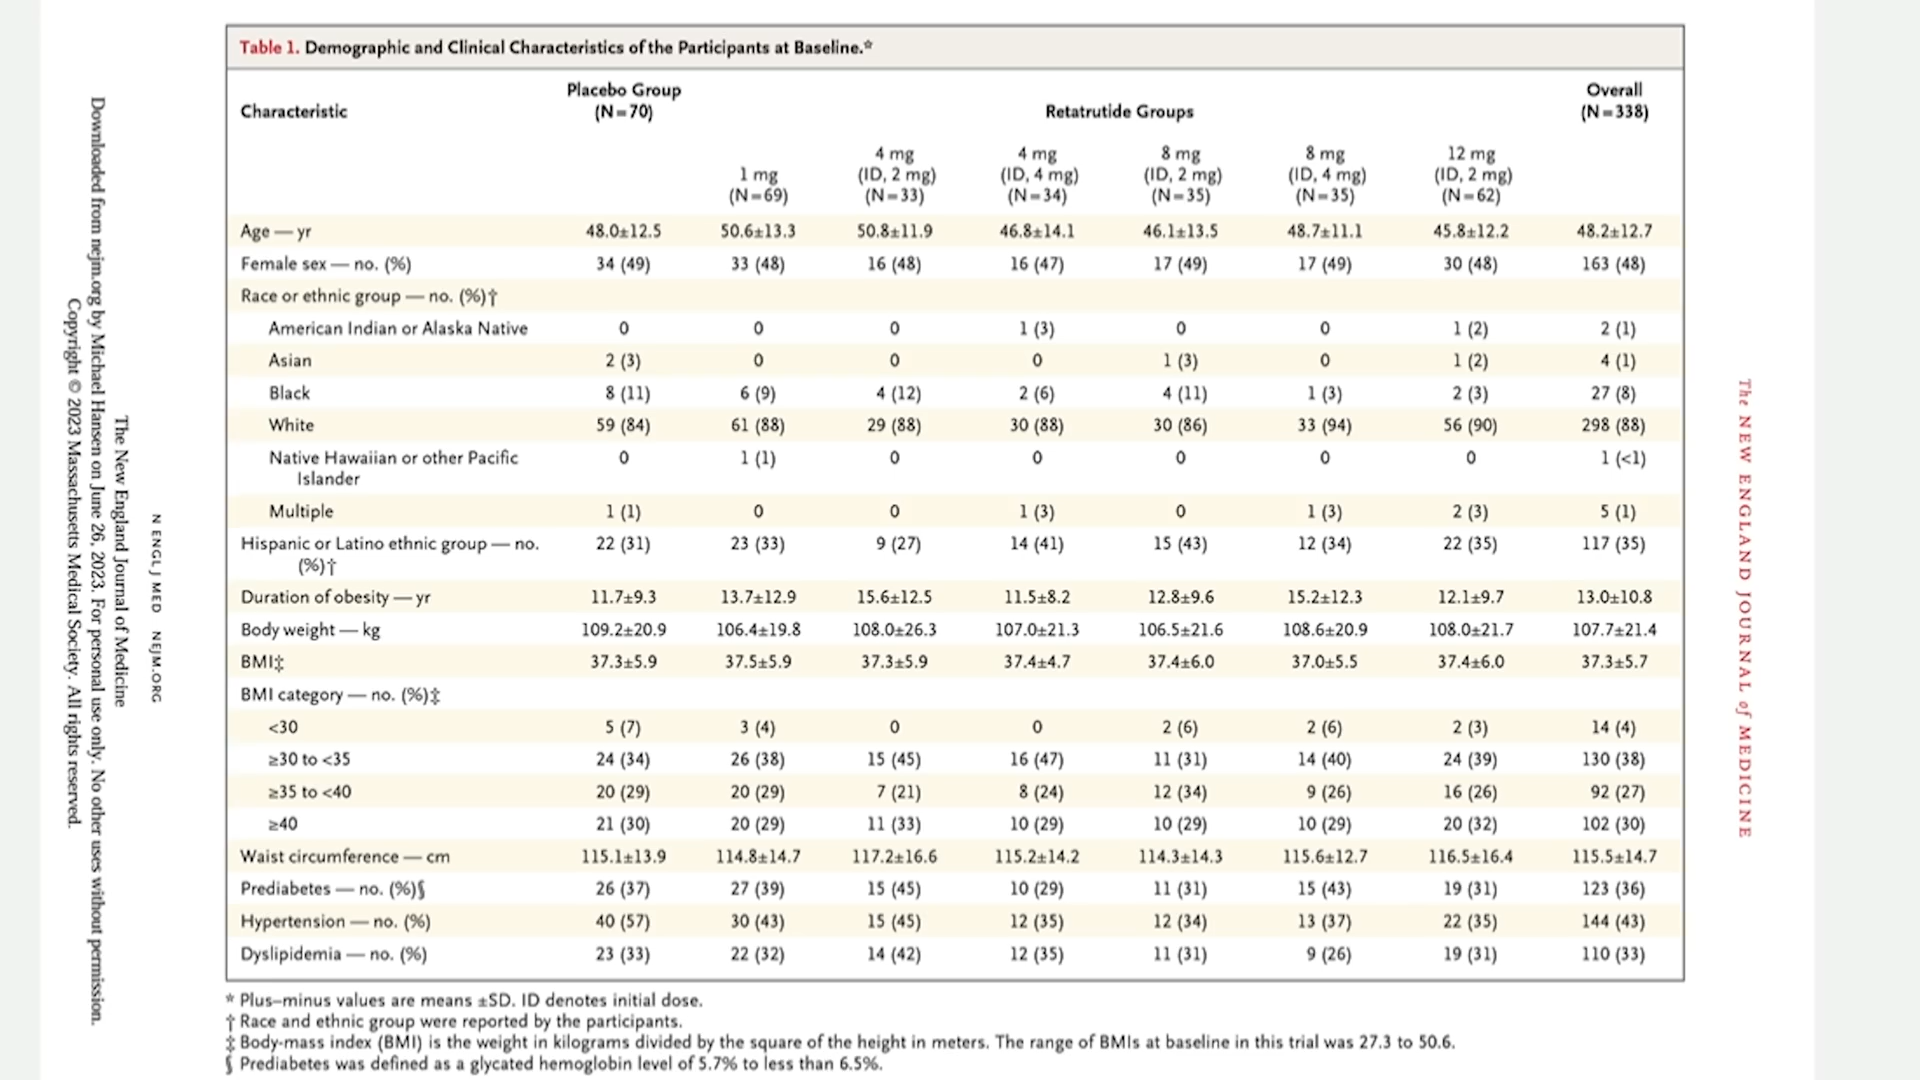 Table 1. Demographic and Clinical Characteristics of the Participants at Baseline.*
Characteristic Placebo Group (N=70) Retatrutide Groups Overall (N=338)
1 mg (N=69) 4 mg (ID, 2 mg) (N=33) 4 mg (ID, 4 mg) (N=34) 8 mg (ID, 2 mg) (N=35) 8 mg (ID, 4 mg) (N=35) 12 mg (ID, 2 mg) (N=62)
Age — yr 48.0±12.5 50.6±13.3 50.8±11.9 46.8±14.1 46.1±13.5 48.7±11.1 45.8±12.2 48.2±12.7
Female sex — no. (%) 34 (49) 33 (48) 16 (48) 16 (47) 17 (49) 17 (49) 30 (48) 163 (48)
Race or ethnic group — no. (%)†
American Indian or Alaska Native 0 0 0 1 (3) 0 0 1 (2) 2 (1)
Asian 2 (3) 0 0 0 1 (3) 0 1 (2) 4 (1)
Black 8 (11) 6 (9) 4 (12) 2 (6) 4 (11) 1 (3) 2 (3) 27 (8)
White 59 (84) 61 (88) 29 (88) 30 (88) 30 (86) 33 (94) 56 (90) 298 (88)
Native Hawaiian or other Pacific Islander 0 1 (1) 0 0 0 0 0 1 (<1)
Multiple 1 (1) 0 0 1 (3) 0 1 (3) 2 (3) 5 (1)
Hispanic or Latino ethnic group — no. (%)† 22 (31) 23 (33) 9 (27) 14 (41) 15 (43) 12 (34) 22 (35) 117 (35)
Duration of obesity — yr 11.7±9.3 13.7±12.9 15.6±12.5 11.5±8.2 12.8±9.6 15.2±12.3 12.1±9.7 13.0±10.8
Body weight — kg 109.2±20.9 106.4±19.8 108.0±26.3 107.0±21.3 106.5±21.6 108.6±20.9 108.0±21.7 107.7±21.4
BMI‡ 37.3±5.9 37.5±5.9 37.3±5.9 37.4±4.7 37.4±6.0 37.0±5.5 37.4±6.0 37.3±5.7
BMI category — no. (%)‡
<30 5 (7) 3 (4) 0 0 2 (6) 2 (6) 2 (3) 14 (4)
≥30 to <35 24 (34) 26 (38) 15 (45) 16 (47) 11 (31) 14 (40) 24 (39) 130 (38)
≥35 to <40 20 (29) 20 (29) 7 (21) 8 (24) 12 (34) 9 (26) 16 (26) 92 (27)
≥40 21 (30) 20 (29) 11 (33) 10 (29) 10 (29) 10 (29) 20 (32) 102 (30)
Waist circumference — cm 115.1±13.9 114.8±14.7 117.2±16.6 115.2±14.2 114.3±14.3 115.6±12.7 116.5±16.4 115.5±14.7
Prediabetes — no. (%)§ 26 (37) 27 (39) 15 (45) 10 (29) 11 (31) 15 (43) 19 (31) 123 (36)
Hypertension — no. (%) 40 (57) 30 (43) 15 (45) 12 (35) 12 (34) 13 (37) 22 (35) 144 (43)
Dyslipidemia — no. (%) 23 (33) 22 (32) 14 (42) 12 (35) 11 (31) 9 (26) 19 (31) 110 (33)
* Plus–minus values are means ±SD. ID denotes initial dose.
† Race and ethnic group were reported by the participants.
‡ Body-mass index (BMI) is the weight in kilograms divided by the square of the height in meters. The range of BMIs at baseline in this trial was 27.3 to 50.6.
§ Prediabetes was defined as a glycated hemoglobin level of 5.7% to less than 6.5%.
The NEW ENGLAND JOURNAL of MEDICINE
N ENGL J MED NEJM.ORG
The New England Journal of Medicine
Downloaded from nejm.org by Michael Hansen on June 26, 2023. For personal use only. No other uses without permission.
Copyright © 2023 Massachusetts Medical Society. All rights reserved.